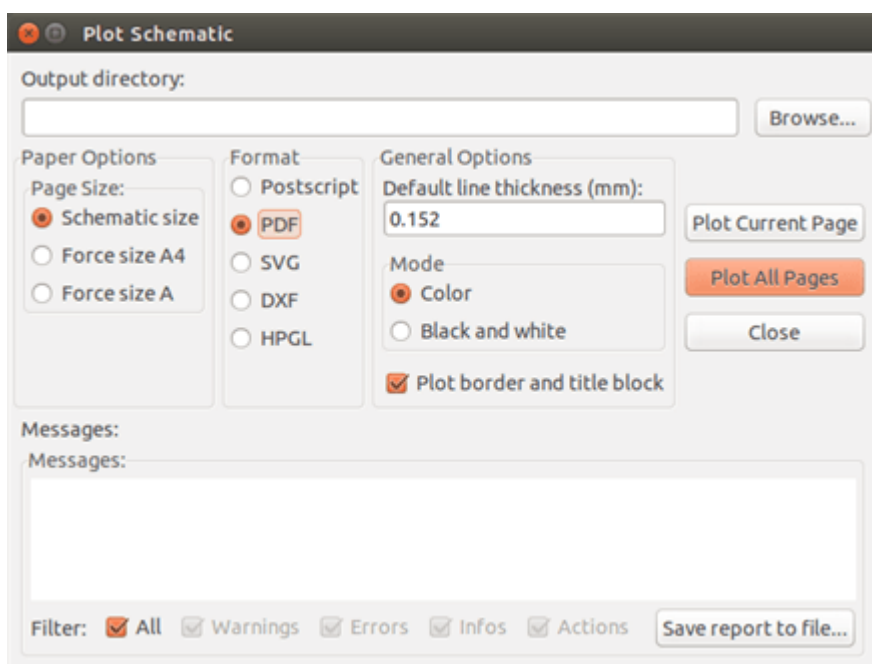 Plot Schematic
Output directory:
Browse...
Paper Options
Page Size:
Schematic size
Force size A4
Force size A
Format
Postscript
PDF
SVG
DXF
HPGL
General Options
Default line thickness (mm):
0.152
Mode
Color
Black and white
Plot border and title block
Plot Current Page
Plot All Pages
Close
Messages:
Messages:
Filter: All Warnings Errors Infos Actions Save report to file...